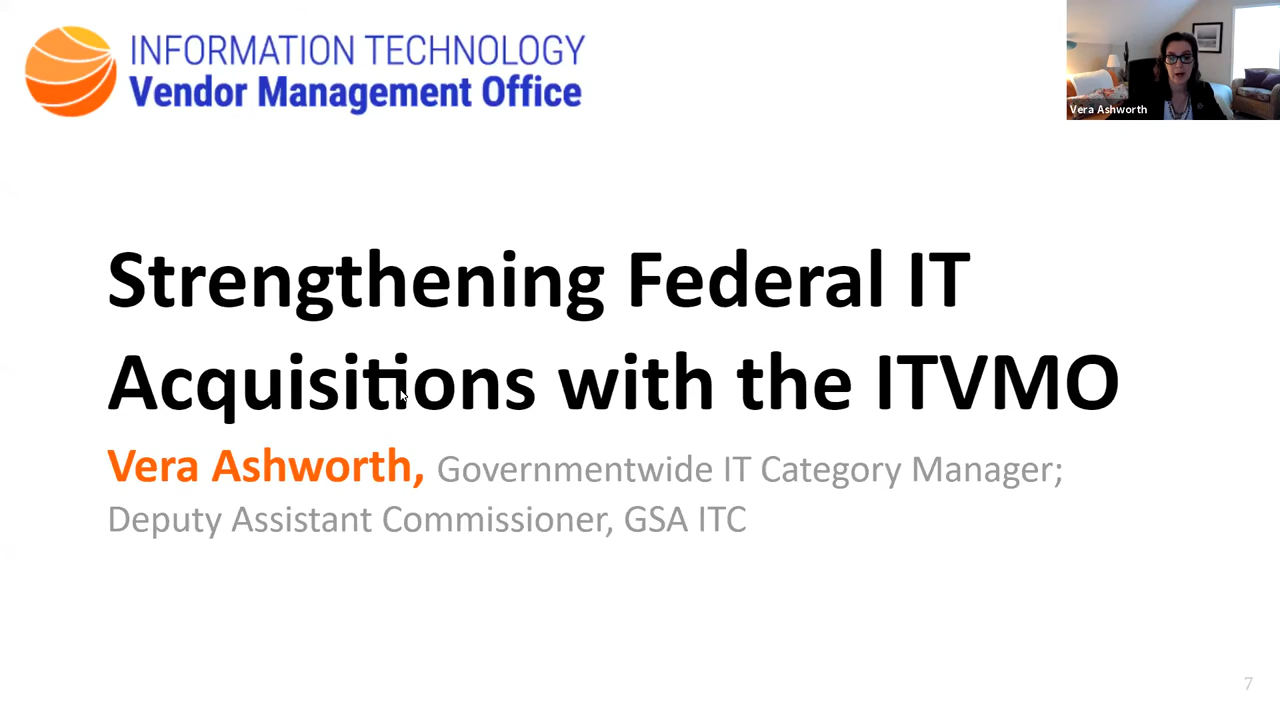 INFORMATION TECHNOLOGY
Vendor Management Office
Vera Ashworth
Strengthening Federal IT
Acquisitions with the ITVMO
Vera Ashworth, Governmentwide IT Category Manager;
Deputy Assistant Commissioner, GSA ITC
7